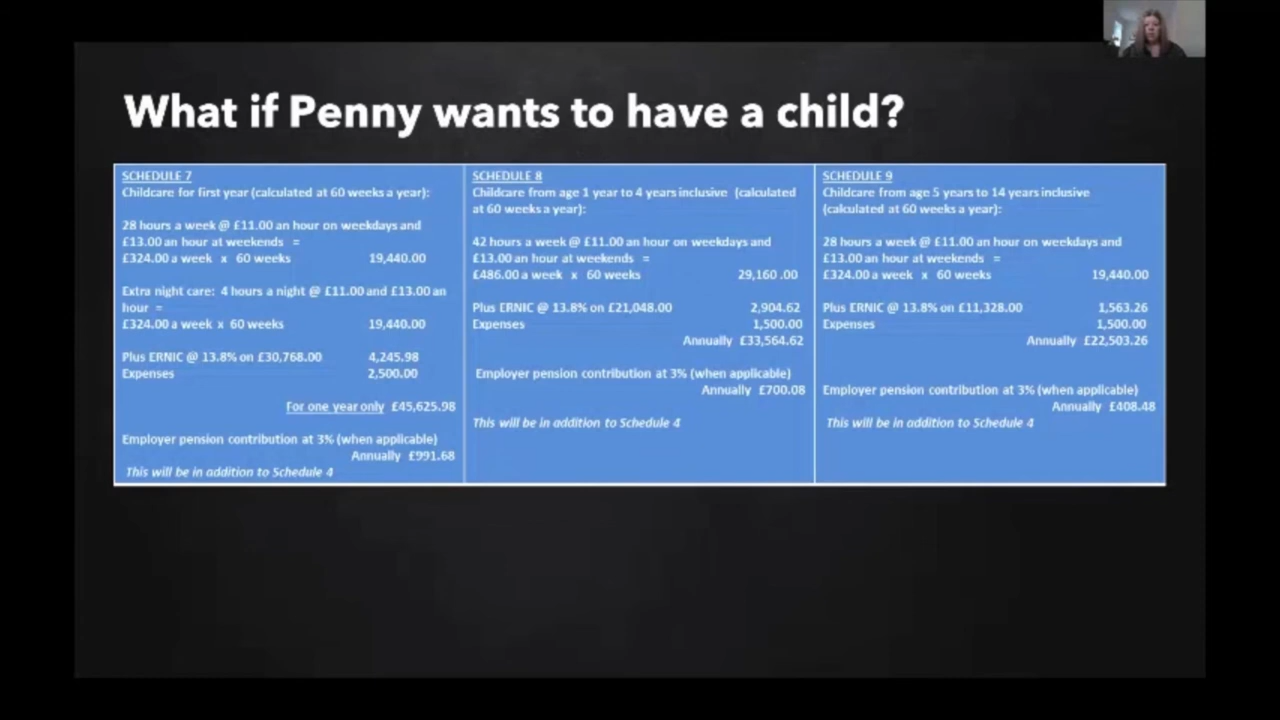 What if Penny wants to have a child?
SCHEDULE 7
Childcare for first year (calculated at 60 weeks a year):
28 hours a week @ £11.00 an hour on weekdays and
£13.00 an hour at weekends =
£324.00 a week x 60 weeks 19,440.00
Extra night care: 4 hours a night @ £11.00 and £13.00 an
hour =
£324.00 a week x 60 weeks 19,440.00
Plus ERNIC @ 13.8% on £30,768.00 4,245.98
Expenses 2,500.00
For one year only £45,625.98
Employer pension contribution at 3% (when applicable)
Annually £991.68
This will be in addition to Schedule 4
SCHEDULE 8
Childcare from age 1 year to 4 years inclusive (calculated
at 60 weeks a year):
42 hours a week @ £11.00 an hour on weekdays and
£13.00 an hour at weekends =
£486.00 a week x 60 weeks 29,160 .00
Plus ERNIC @ 13.8% on £21,048.00 2,904.62
Expenses 1,500.00
Annually £33,564.62
Employer pension contribution at 3% (when applicable)
Annually £700.08
This will be in addition to Schedule 4
SCHEDULE 9
Childcare from age 5 years to 14 years inclusive
(calculated at 60 weeks a year):
28 hours a week @ £11.00 an hour on weekdays and
£13.00 an hour at weekends =
£324.00 a week x 60 weeks 19,440.00
Plus ERNIC @ 13.8% on £11,328.00 1,563.26
Expenses 1,500.00
Annually £22,503.26
Employer pension contribution at 3% (when applicable)
Annually £408.48
This will be in addition to Schedule 4